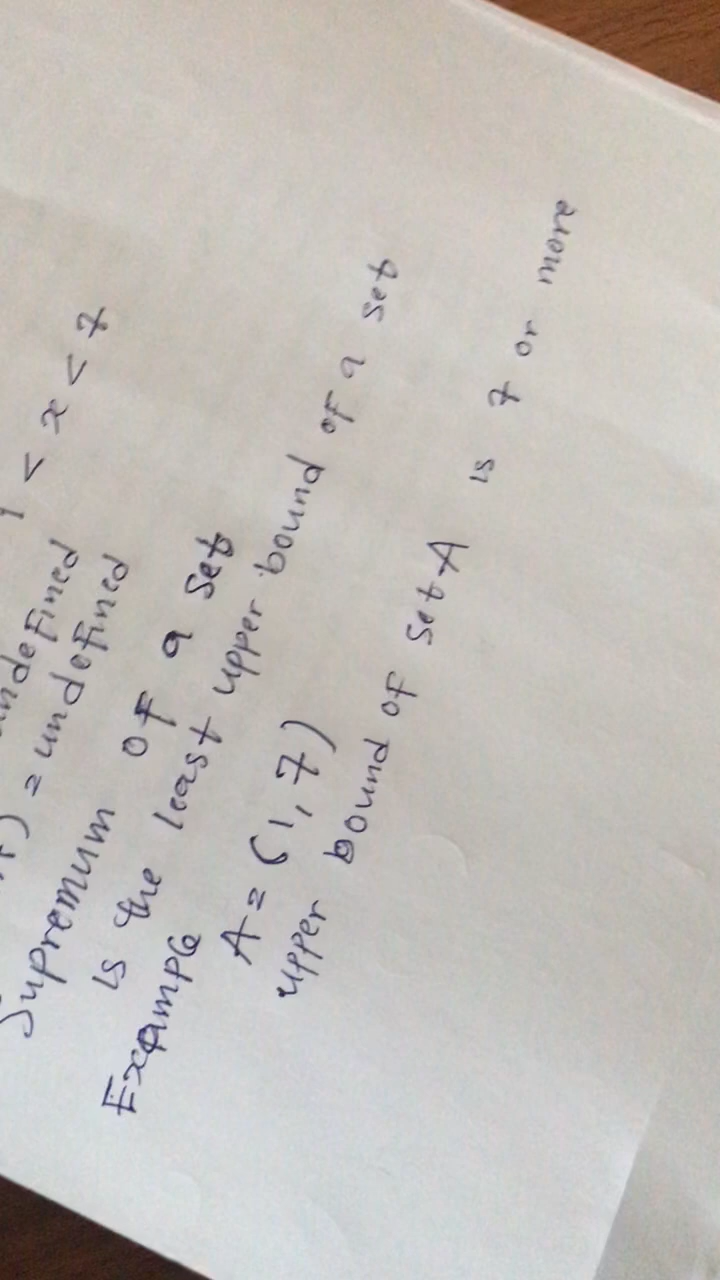 1 < x < 7
undefined
) = undefined
Supremum of a set
is the least upper bound of a set
Example
A = (1, 7)
upper bound of set A is 7 or more